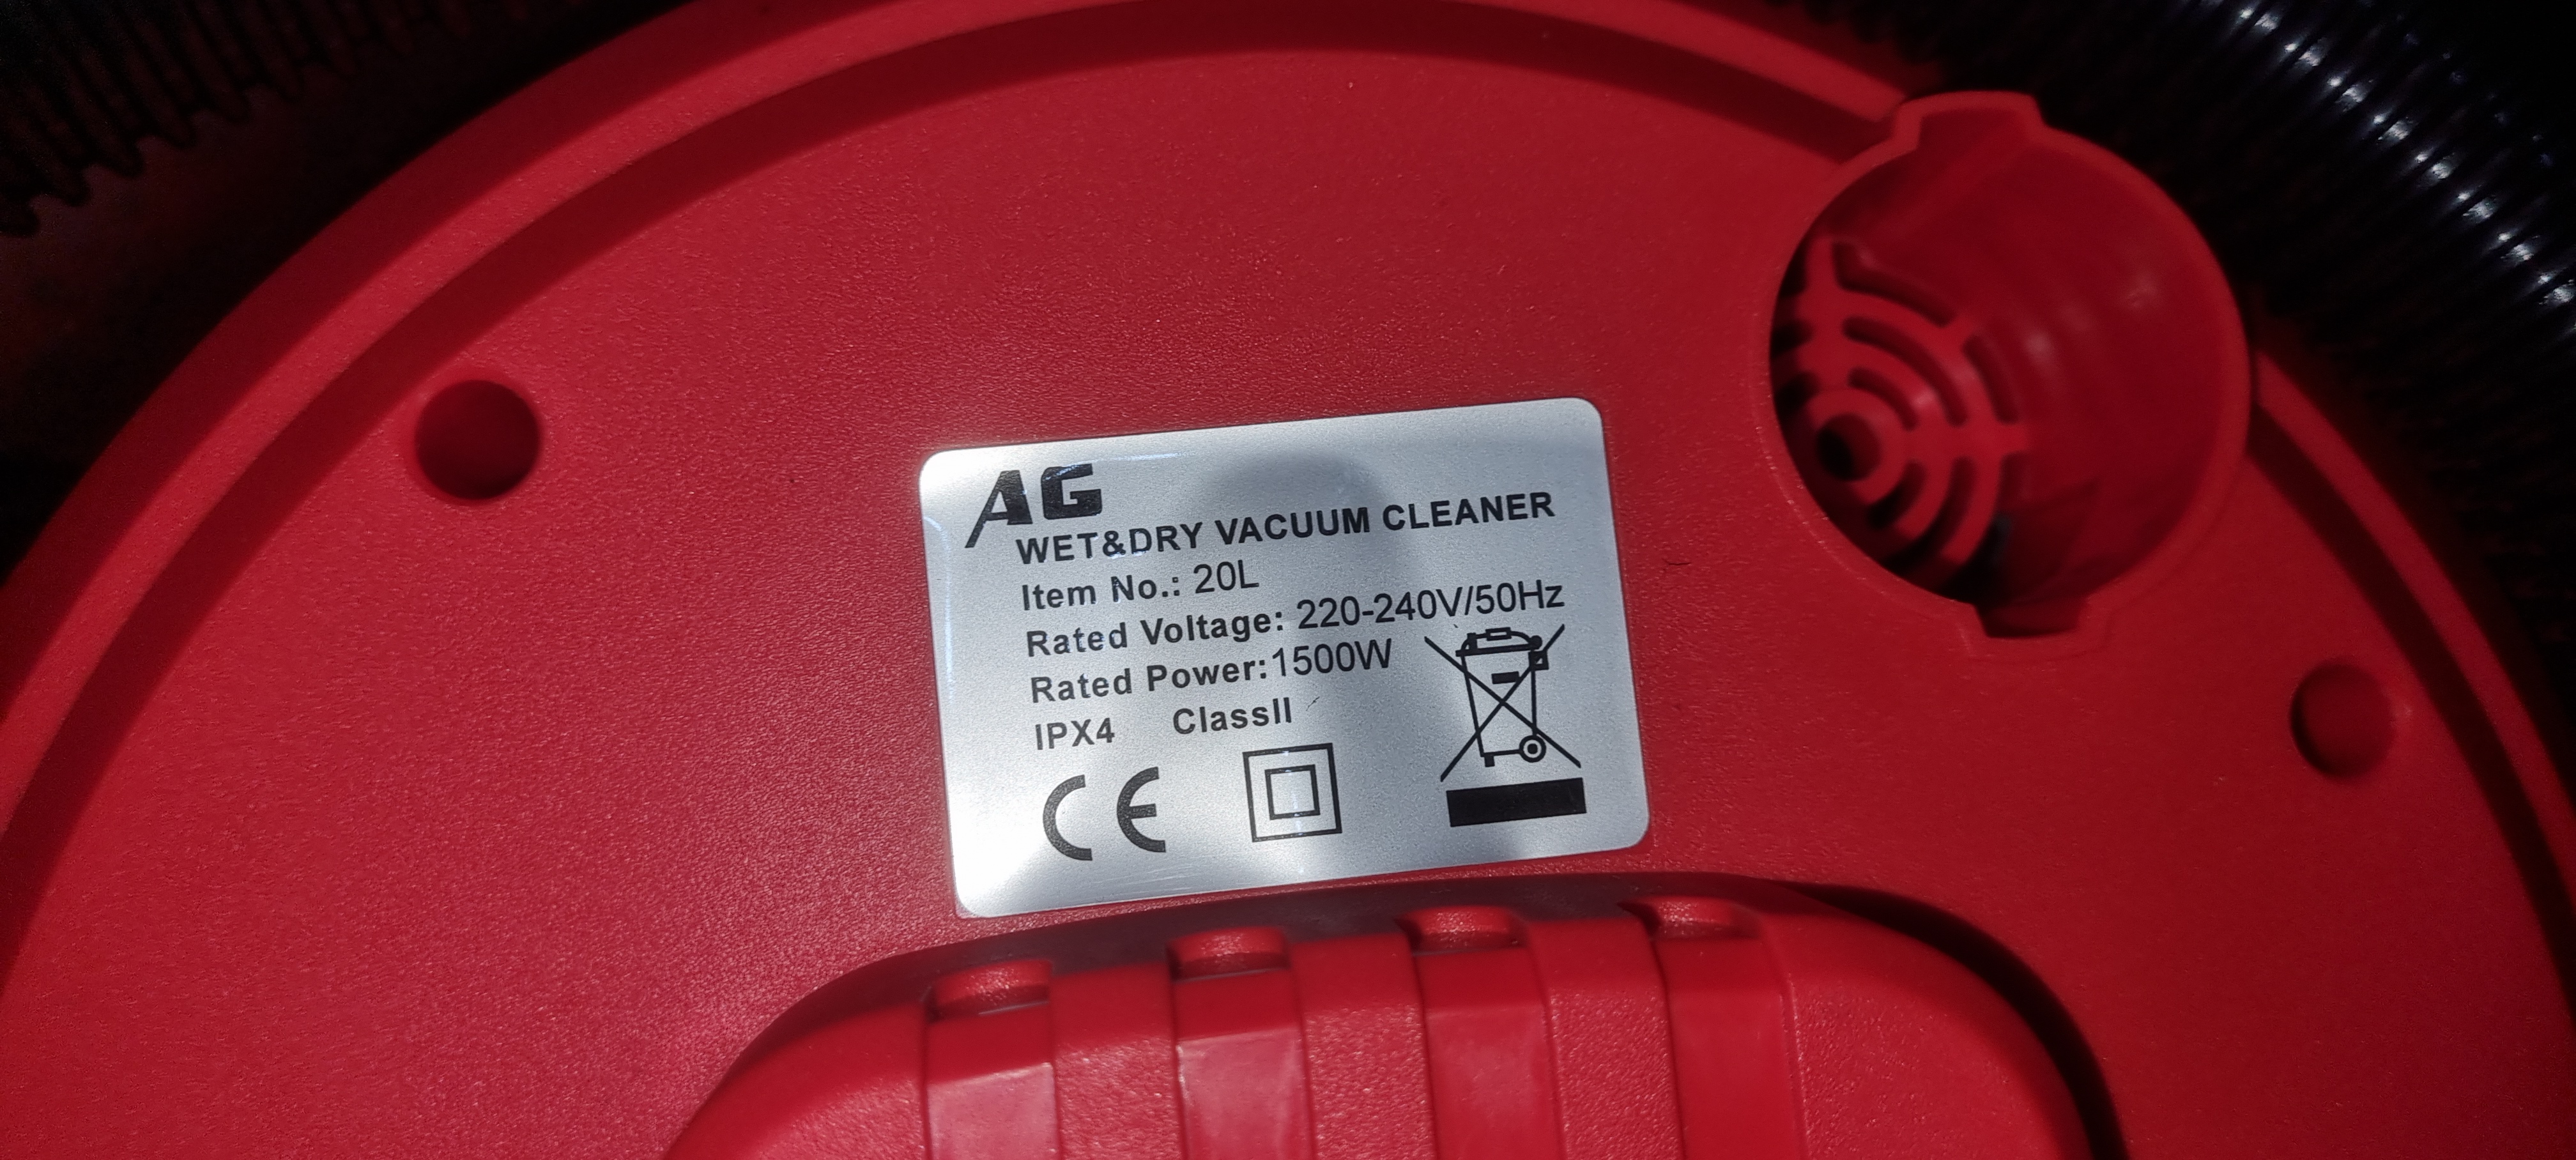 AG
WET&DRY VACUUM CLEANER
Item No.: 20L
Rated Voltage: 220-240V/50Hz
Rated Power:1500W
IPX4 ClassII
CE